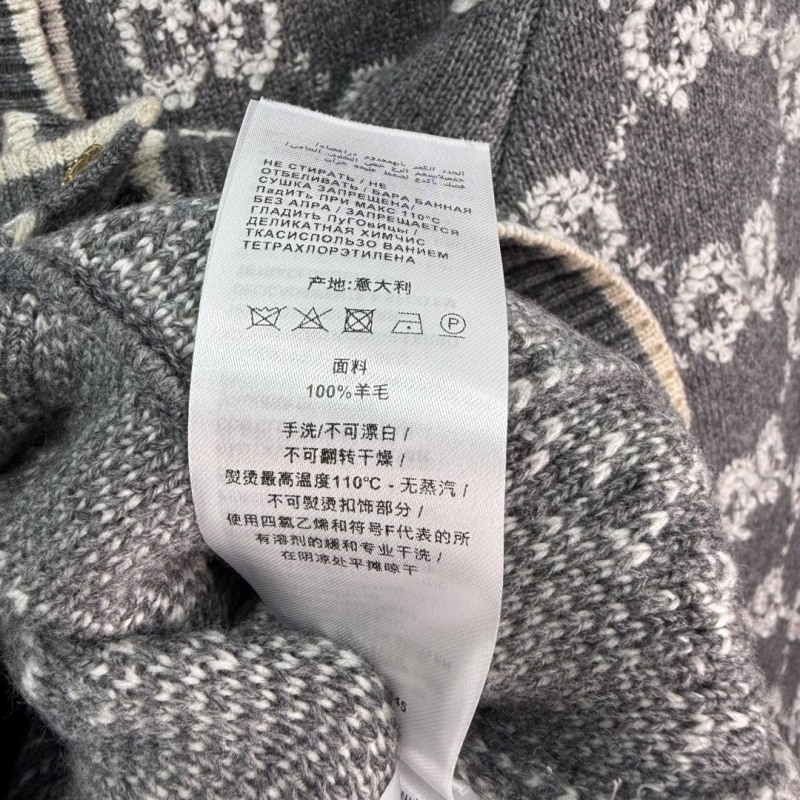 НЕ СТИРАТЬ / НЕ
ОТБЕЛИВАТЬ / БАРА БАННАЯ
СУШКА ЗАПРЕЩЕНА/
ПаДИТЬ ПРИ МАКС 110°C
БЕЗ АПРА / ЗАПРЕЩАЕТСЯ
ГЛАДИТЬ ПУГОВИЦЫ /
ДЕЛИКАТНАЯ ХИМЧИС
ТКАСИСПОЛЬЗО ВАНИЕМ
ТЕТРАХЛОРЭТИЛЕНА
产地:意大利
P
面料
100%羊毛
手洗/不可漂白 /
不可翻转干燥 /
熨烫最高温度110℃ - 无蒸汽 /
不可熨烫扣饰部分 /
使用四氯乙烯和符号F代表的所
有溶剂的缓和专业干洗 /
在阴凉处平摊晾干